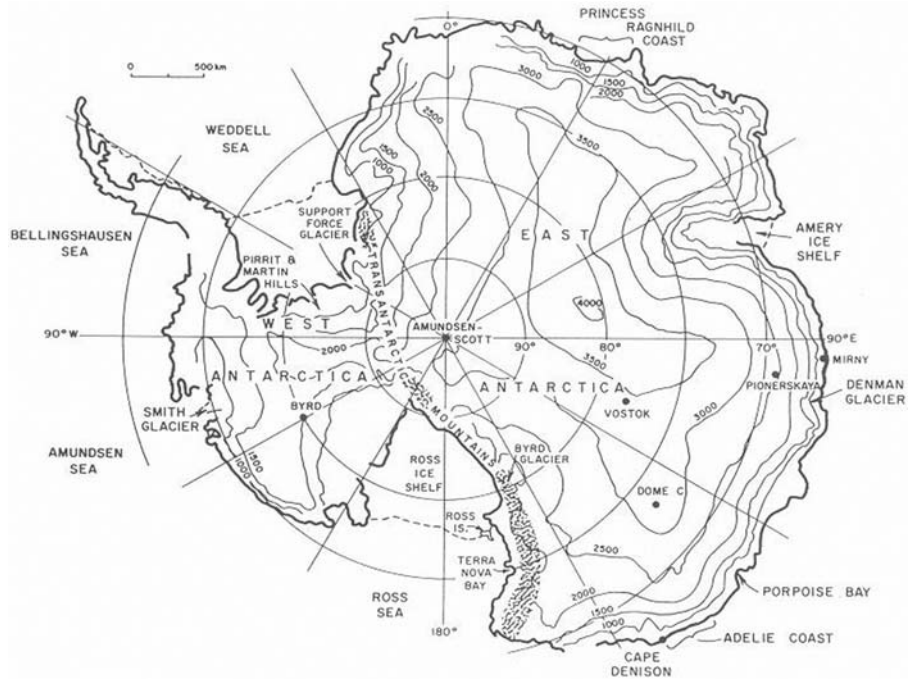 PRINCESS
RAGNHILD
COAST
0°
0 500 km
1000
1500
2000
3000
2500
3500
WEDDELL
SEA
1500
1000
2000
SUPPORT
FORCE
GLACIER
EAST
AMERY
ICE
SHELF
BELLINGSHAUSEN
SEA
PIRRIT &
MARTIN
HILLS
TRANSANTARCTIC
MOUNTAINS
4000
WEST
AMUNDSEN-
SCOTT
90°W
2000
90°
80°
70°
90°E
MIRNY
3500
ANTARCTICA
ANTARCTICA
PIONERSKAYA
DENMAN
GLACIER
SMITH
GLACIER
BYRD
VOSTOK
3000
AMUNDSEN
SEA
1500
1000
ROSS
ICE
SHELF
BYRD
GLACIER
DOME C
ROSS
IS.
2500
TERRA
NOVA
BAY
ROSS
SEA
2000
1500
1000
PORPOISE BAY
180°
ADELIE COAST
CAPE
DENISON